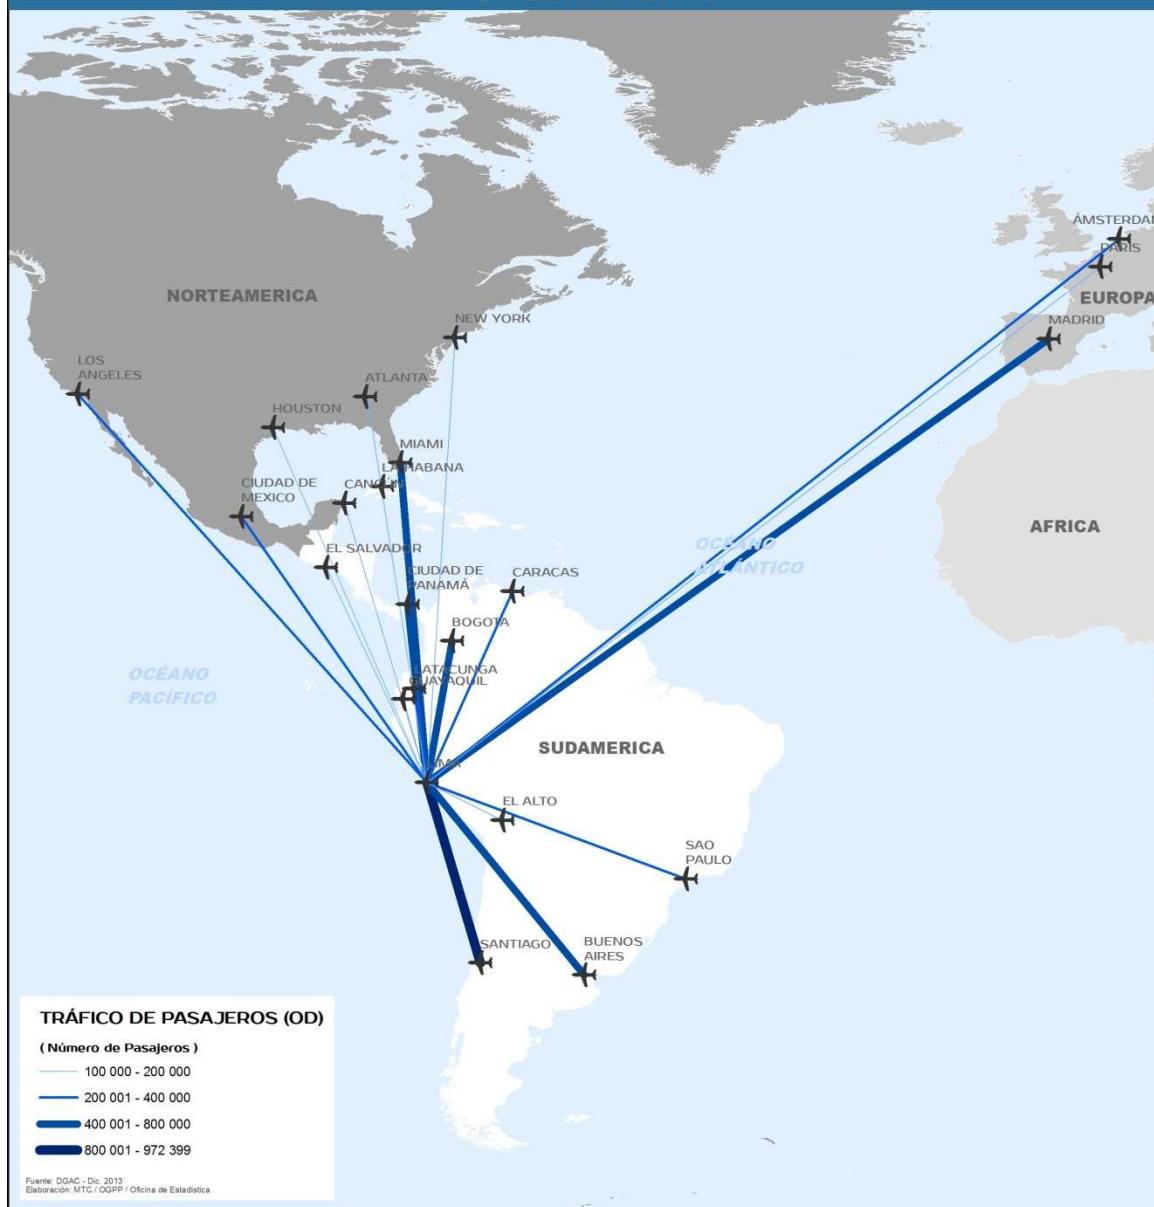 ÁMSTERDAM
PARÍS
NORTEAMERICA
EUROPA
NEW YORK
MADRID
LOS
ANGELES
ATLANTA
HOUSTON
MIAMI
LA HABANA
CIUDAD DE
MEXICO
CANCÚN
AFRICA
OCÉANO
ATLÁNTICO
EL SALVADOR
CIUDAD DE
PANAMÁ
CARACAS
BOGOTA
OCÉANO
PACÍFICO
LATACUNGA
GUAYAQUIL
SUDAMERICA
LIMA
EL ALTO
SAO
PAULO
SANTIAGO
BUENOS
AIRES
TRÁFICO DE PASAJEROS (OD)
( Número de Pasajeros )
100 000 - 200 000
200 001 - 400 000
400 001 - 800 000
800 001 - 972 399
Fuente: DGAC - Dic. 2013
Elaboración: MTC / OGPP / Oficina de Estadística